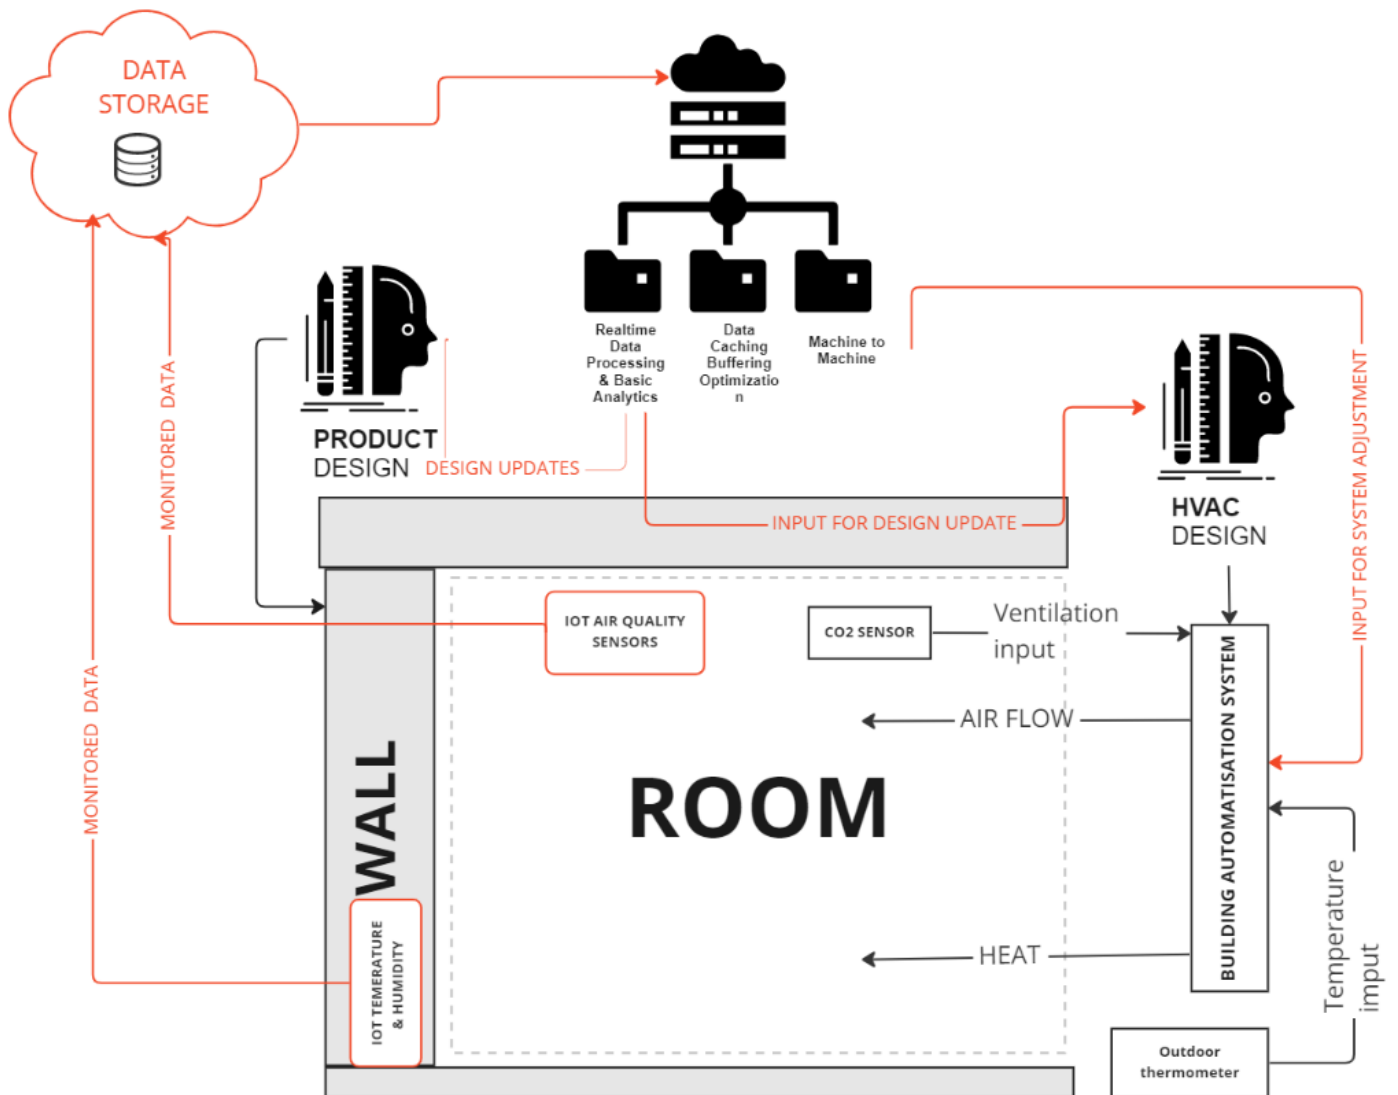 DATA
STORAGE
Realtime
Data
Processing
& Basic
Analytics
Data
Caching
Buffering
Optimizatio
n
Machine to
Machine
PRODUCT
DESIGN
DESIGN UPDATES
HVAC
DESIGN
INPUT FOR DESIGN UPDATE
INPUT FOR SYSTEM ADJUSTMENT
MONITORED DATA
MONITORED DATA
IOT AIR QUALITY
SENSORS
CO2 SENSOR
Ventilation
input
AIR FLOW
ROOM
WALL
HEAT
BUILDING AUTOMATISATION SYSTEM
IOT TEMERATURE
& HUMIDITY
Temperature
imput
Outdoor
thermometer